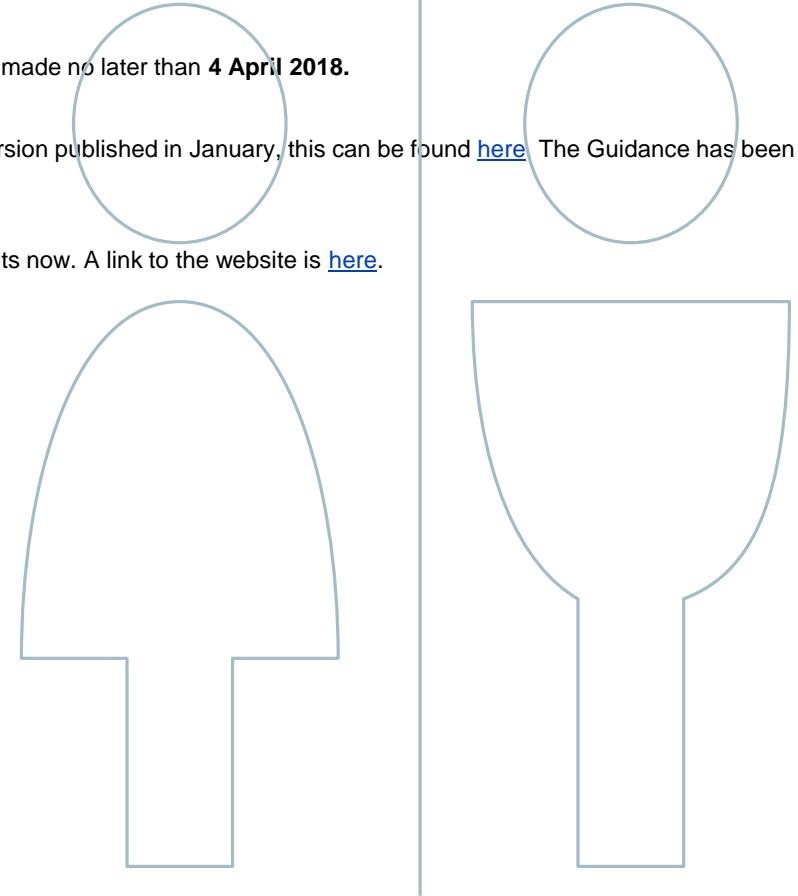 made no later than 4 April 2018.
rsion published in January, this can be found here. The Guidance has been
ts now. A link to the website is here.